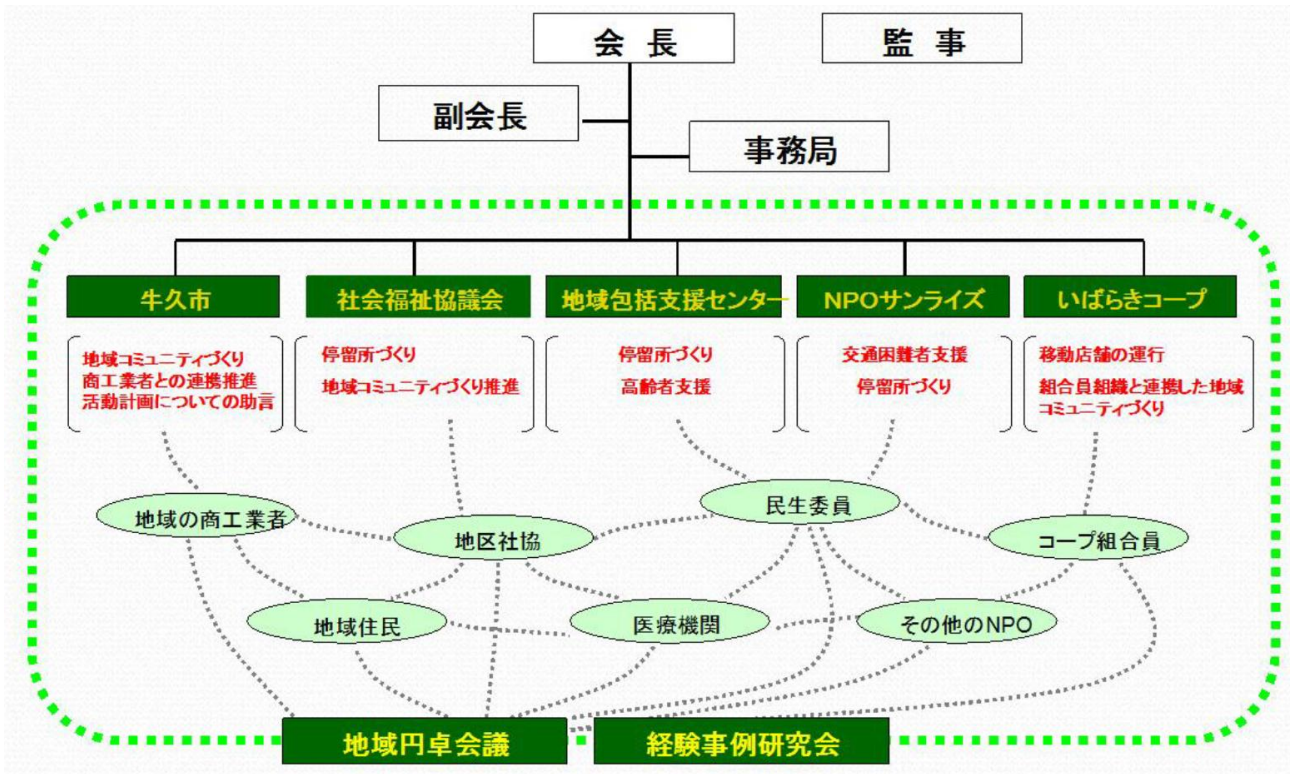 会 長
監 事
副会長
事務局
牛久市
社会福祉協議会
地域包括支援センター
NPOサンライズ
いばらきコープ
地域コミュニティづくり
商工業者との連携推進
活動計画についての助言
停留所づくり
地域コミュニティづくり推進
停留所づくり
高齢者支援
交通困難者支援
停留所づくり
移動店舗の運行
組合員組織と連携した地域
コミュニティづくり
地域の商工業者
地区社協
民生委員
コープ組合員
地域住民
医療機関
その他のNPO
地域円卓会議
経験事例研究会